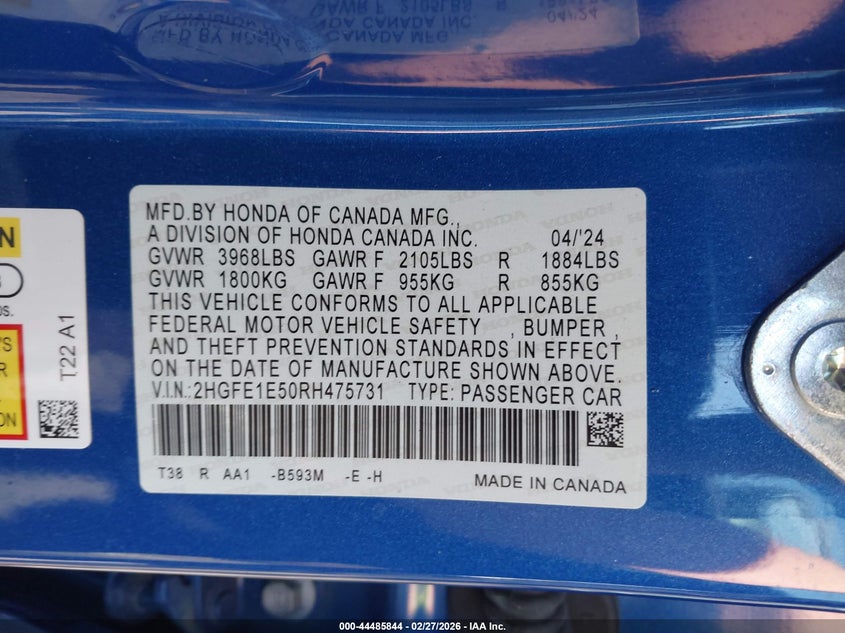 MFD.BY HONDA OF CANADA MFG.,
A DIVISION OF HONDA CANADA INC. 04/'24
GVWR 3968LBS GAWR F 2105LBS R 1884LBS
GVWR 1800KG GAWR F 955KG R 855KG
THIS VEHICLE CONFORMS TO ALL APPLICABLE
FEDERAL MOTOR VEHICLE SAFETY , BUMPER ,
AND THEFT PREVENTION STANDARDS IN EFFECT
ON THE DATE OF MANUFACTURE SHOWN ABOVE.
V.I.N.:2HGFE1E50RH475731 TYPE: PASSENGER CAR
T38 R AA1 -B593M -E -H MADE IN CANADA
T22 A1
000-44485844 02/27/2026 - IAA Inc.